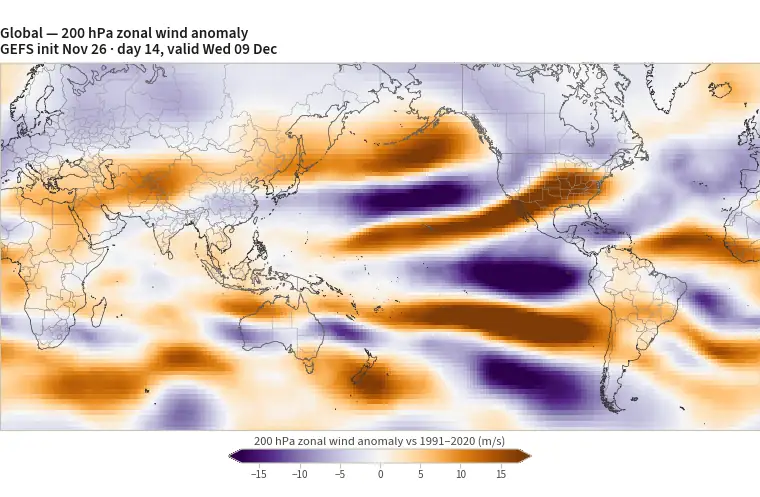 Global — 200 hPa zonal wind anomaly
GEFS init Nov 26 · day 14, valid Wed 09 Dec
200 hPa zonal wind anomaly vs 1991–2020 (m/s)
−15 −10 −5 0 5 10 15